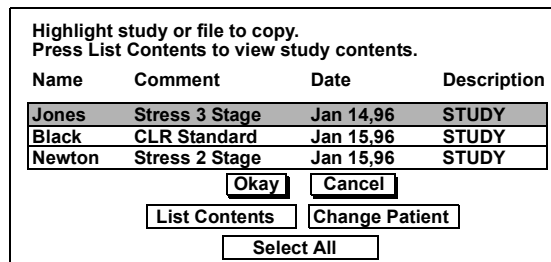 Highlight study or file to copy.
Press List Contents to view study contents.
Name Comment Date Description
Jones Stress 3 Stage Jan 14,96 STUDY
Black CLR Standard Jan 15,96 STUDY
Newton Stress 2 Stage Jan 15,96 STUDY
Okay Cancel
List Contents Change Patient
Select All